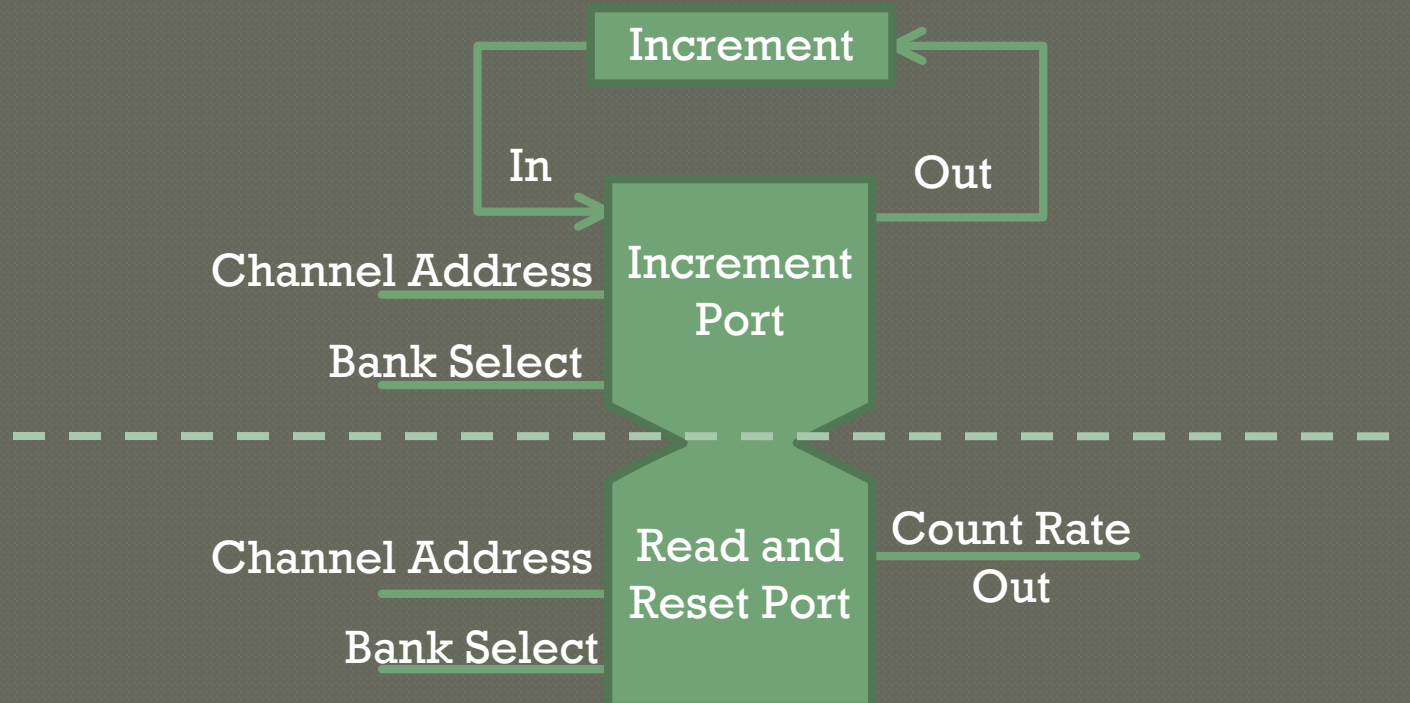 Increment
In
Out
Channel Address
Increment
Port
Bank Select
Channel Address
Read and
Reset Port
Count Rate
Out
Bank Select